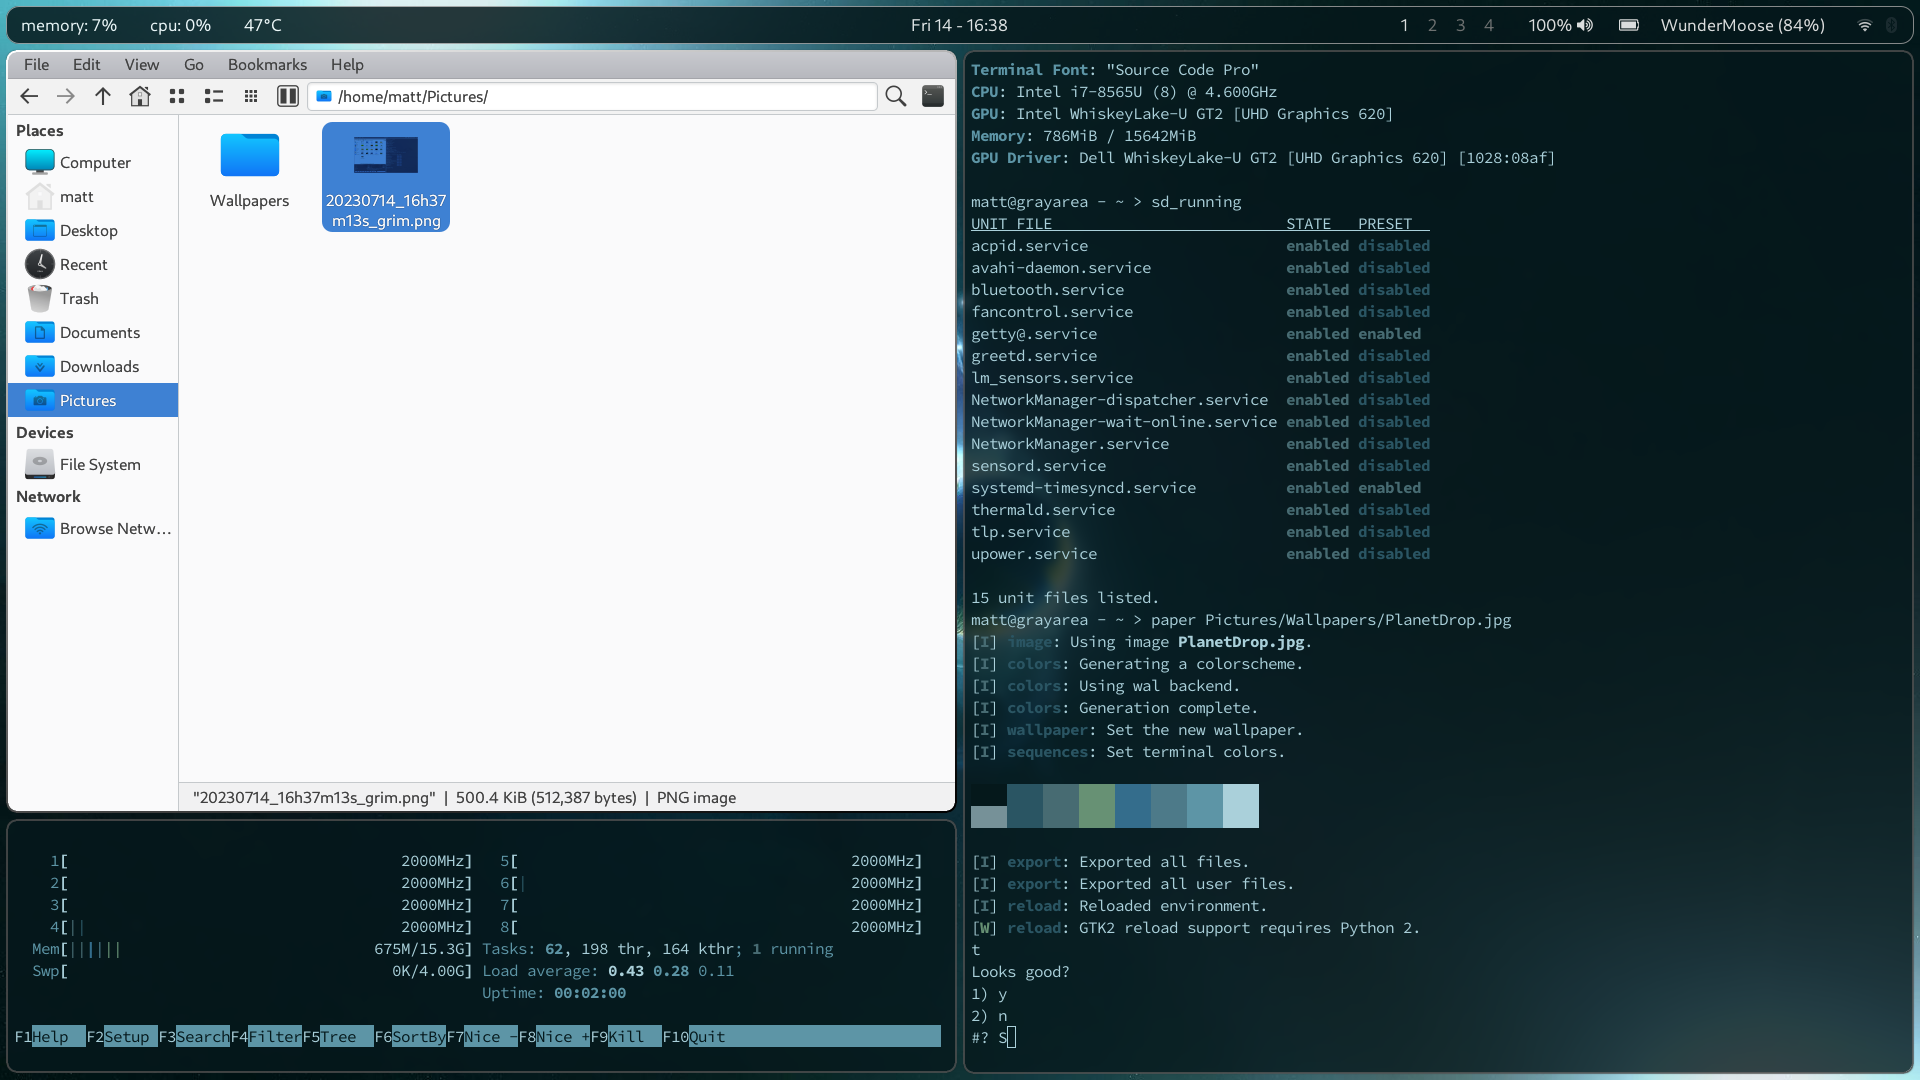 memory: 7% cpu: 0% 47°C Fri 14 - 16:38 1 2 3 4 100% WunderMoose (84%)
File Edit View Go Bookmarks Help
/home/matt/Pictures/
Places
Computer
matt
Desktop
Recent
Trash
Documents
Downloads
Pictures
Devices
File System
Network
Browse Netw…
Wallpapers
20230714_16h37
m13s_grim.png
"20230714_16h37m13s_grim.png" | 500.4 KiB (512,387 bytes) | PNG image
1[ 2000MHz] 5[ 2000MHz]
2[ 2000MHz] 6[| 2000MHz]
3[ 2000MHz] 7[ 2000MHz]
4[|| 2000MHz] 8[ 2000MHz]
Mem[|||||| 675M/15.3G] Tasks: 62, 198 thr, 164 kthr; 1 running
Swp[ 0K/4.00G] Load average: 0.43 0.28 0.11
Uptime: 00:02:00
F1Help F2Setup F3SearchF4FilterF5Tree F6SortByF7Nice -F8Nice +F9Kill F10Quit
Terminal Font: "Source Code Pro"
CPU: Intel i7-8565U (8) @ 4.600GHz
GPU: Intel WhiskeyLake-U GT2 [UHD Graphics 620]
Memory: 786MiB / 15642MiB
GPU Driver: Dell WhiskeyLake-U GT2 [UHD Graphics 620] [1028:08af]
matt@grayarea - ~ > sd_running
UNIT FILE STATE PRESET
acpid.service enabled disabled
avahi-daemon.service enabled disabled
bluetooth.service enabled disabled
fancontrol.service enabled disabled
getty@.service enabled enabled
greetd.service enabled disabled
lm_sensors.service enabled disabled
NetworkManager-dispatcher.service enabled disabled
NetworkManager-wait-online.service enabled disabled
NetworkManager.service enabled disabled
sensord.service enabled disabled
systemd-timesyncd.service enabled enabled
thermald.service enabled disabled
tlp.service enabled disabled
upower.service enabled disabled
15 unit files listed.
matt@grayarea - ~ > paper Pictures/Wallpapers/PlanetDrop.jpg
[I] image: Using image PlanetDrop.jpg.
[I] colors: Generating a colorscheme.
[I] colors: Using wal backend.
[I] colors: Generation complete.
[I] wallpaper: Set the new wallpaper.
[I] sequences: Set terminal colors.
[I] export: Exported all files.
[I] export: Exported all user files.
[I] reload: Reloaded environment.
[W] reload: GTK2 reload support requires Python 2.
t
Looks good?
1) y
2) n
#? S